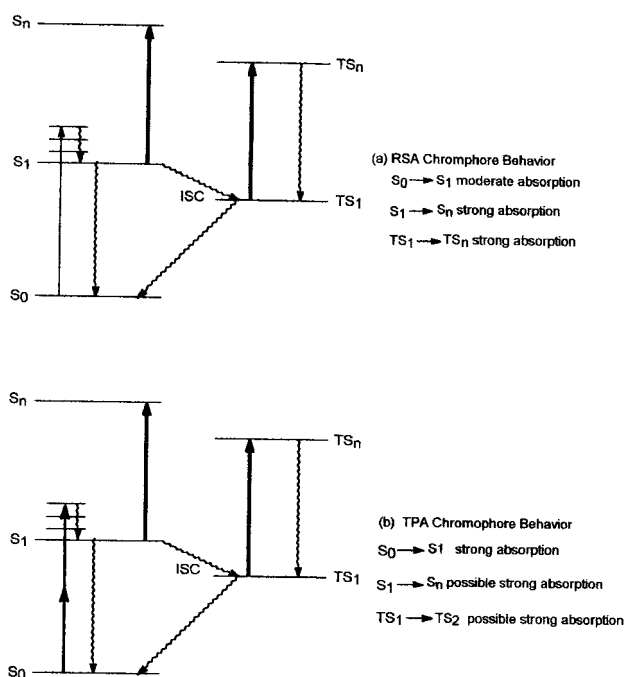 Sn
TSn
S1
ISC
TS1
S0
(a) RSA Chromphore Behavior
S0 → S1 moderate absorption
S1 → Sn strong absorption
TS1 → TSn strong absorption
Sn
TSn
S1
ISC
TS1
S0
(b) TPA Chromophore Behavior
S0 → S1 strong absorption
S1 → Sn possible strong absorption
TS1 → TS2 possible strong absorption